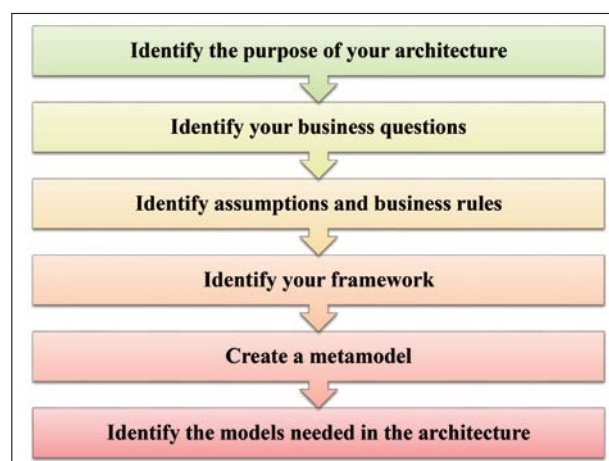 Identify the purpose of your architecture
Identify your business questions
Identify assumptions and business rules
Identify your framework
Create a metamodel
Identify the models needed in the architecture